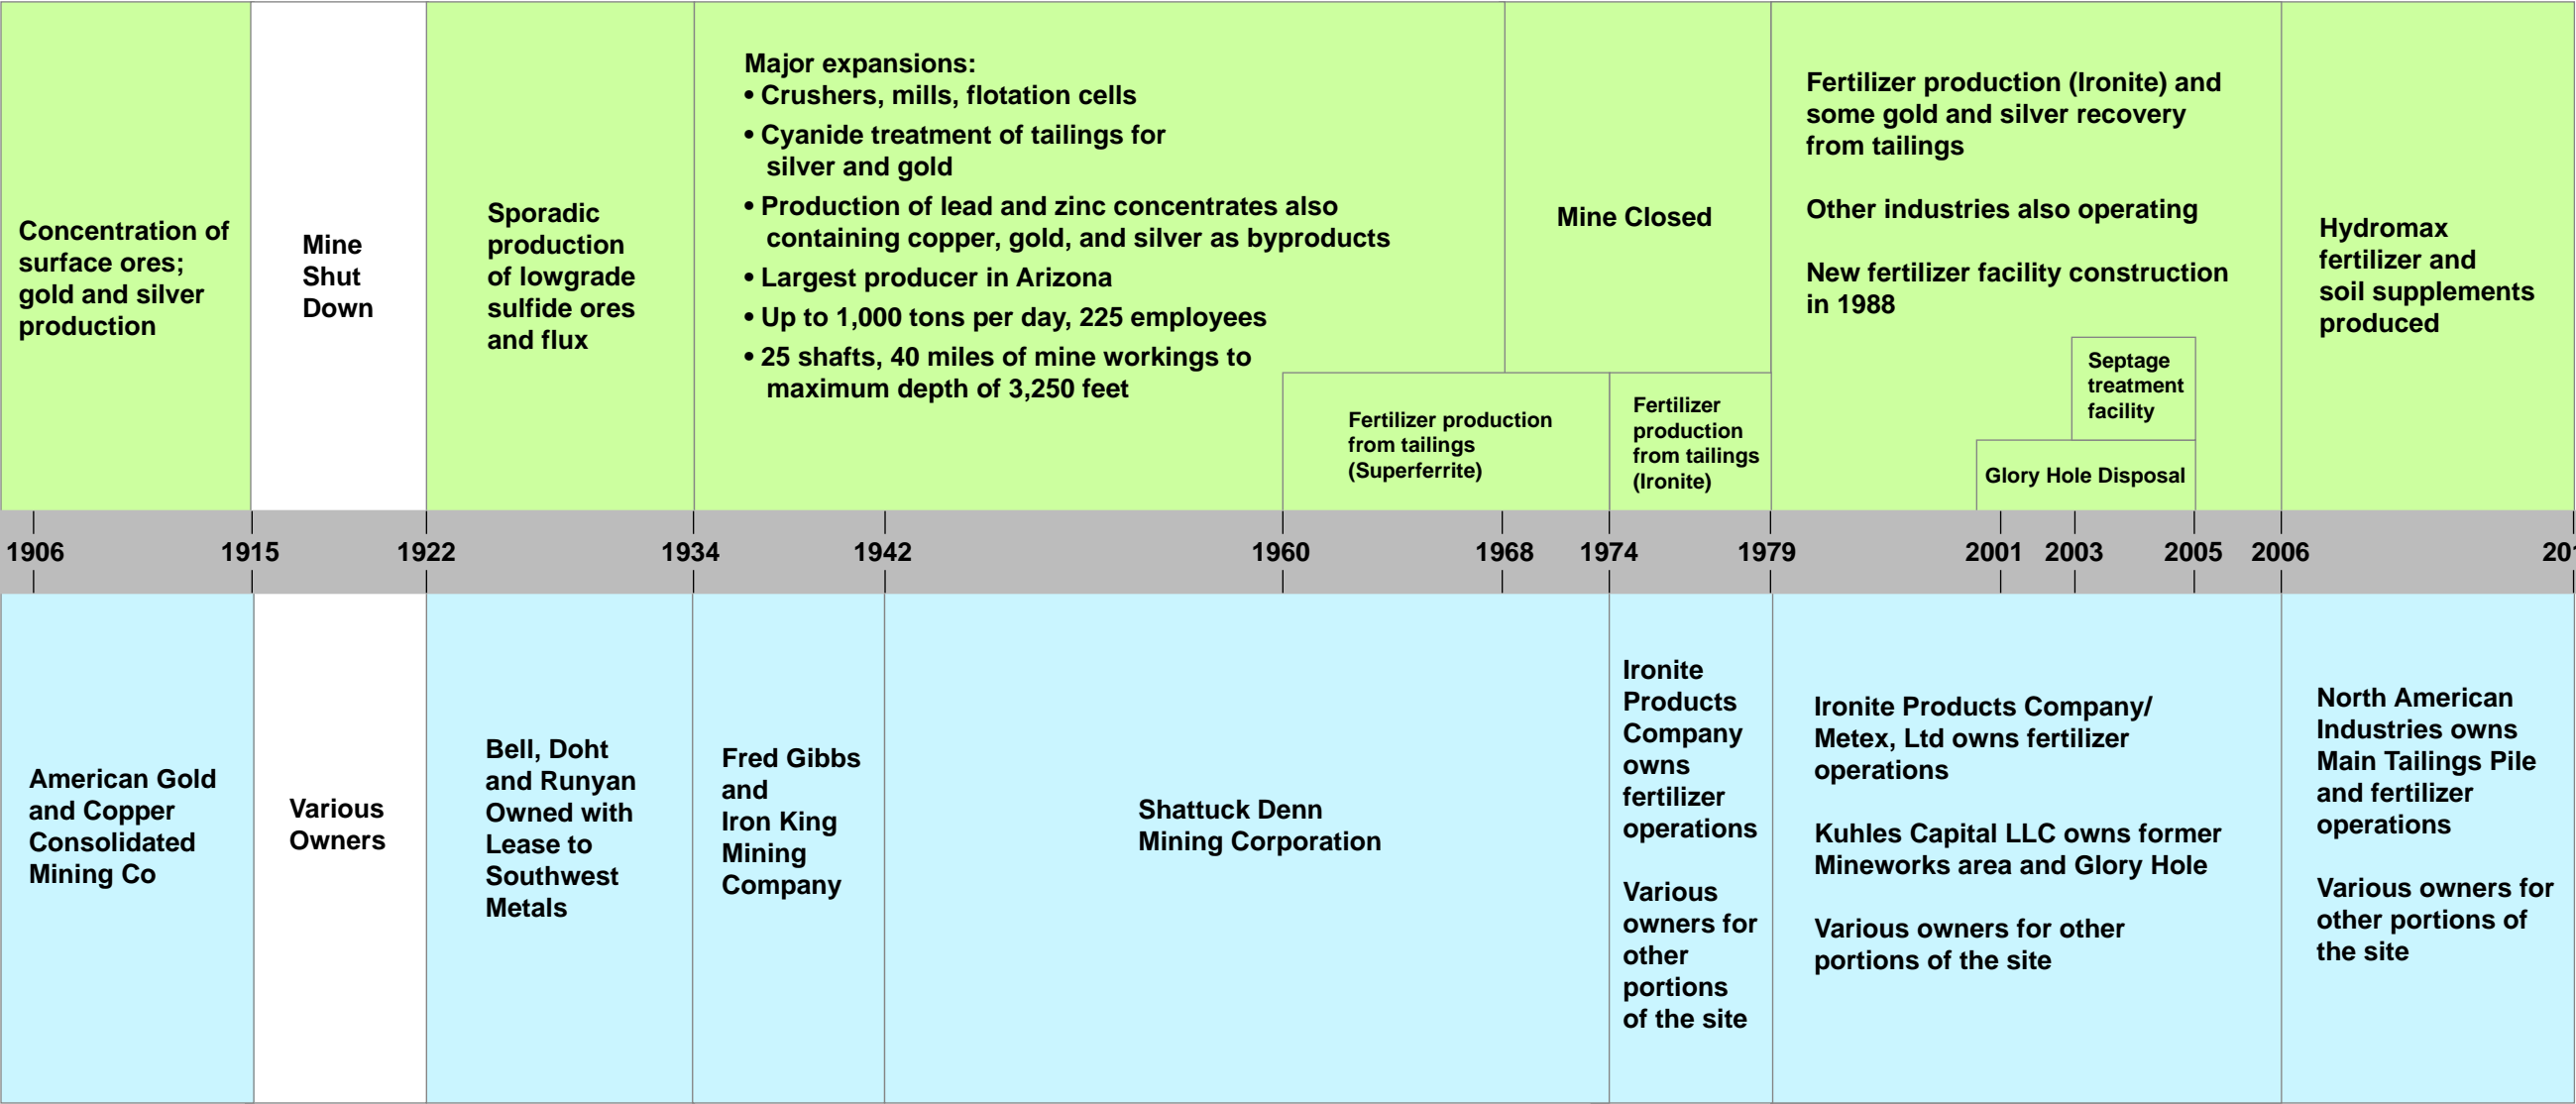 Concentration of
surface ores;
gold and silver
production
Mine
Shut
Down
Sporadic
production
of lowgrade
sulfide ores
and flux
Major expansions:
• Crushers, mills, flotation cells
• Cyanide treatment of tailings for
silver and gold
• Production of lead and zinc concentrates also
containing copper, gold, and silver as byproducts
• Largest producer in Arizona
• Up to 1,000 tons per day, 225 employees
• 25 shafts, 40 miles of mine workings to
maximum depth of 3,250 feet
Fertilizer production
from tailings
(Superferrite)
Mine Closed
Fertilizer
production
from tailings
(Ironite)
Fertilizer production (Ironite) and
some gold and silver recovery
from tailings
Other industries also operating
New fertilizer facility construction
in 1988
Septage
treatment
facility
Glory Hole Disposal
Hydromax
fertilizer and
soil supplements
produced
1906 1915 1922 1934 1942 1960 1968 1974 1979 2001 2003 2005 2006
American Gold
and Copper
Consolidated
Mining Co
Various
Owners
Bell, Doht
and Runyan
Owned with
Lease to
Southwest
Metals
Fred Gibbs
and
Iron King
Mining
Company
Shattuck Denn
Mining Corporation
Ironite
Products
Company
owns
fertilizer
operations
Various
owners for
other
portions
of the site
Ironite Products Company/
Metex, Ltd owns fertilizer
operations
Kuhles Capital LLC owns former
Mineworks area and Glory Hole
Various owners for other
portions of the site
North American
Industries owns
Main Tailings Pile
and fertilizer
operations
Various owners for
other portions of
the site